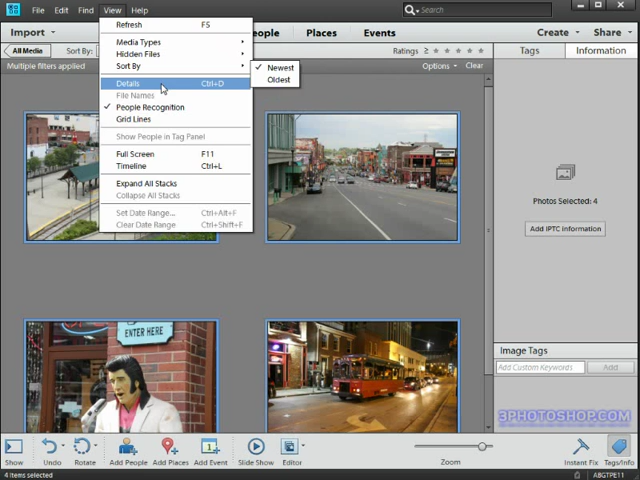 File Edit Find View Help
Search
Import
People Places Events
Create Share
All Media
Sort By:
Ratings ≥
Tags Information
Multiple filters applied
Options Clear
Refresh F5
Media Types
Hidden Files
Sort By
Newest
Oldest
Details Ctrl+D
File Names
People Recognition
Grid Lines
Show People in Tag Panel
Full Screen F11
Timeline Ctrl+L
Expand All Stacks
Collapse All Stacks
Set Date Range... Ctrl+Alt+F
Clear Date Range Ctrl+Shift+F
Photos Selected: 4
Add IPTC Information
ENTER HERE
Image Tags
Add Custom Keywords Add
3PHOTOSHOP.COM
Show Undo Rotate Add People Add Places Add Event Slide Show Editor Zoom Instant Fix Tags/Info
4 Items selected
ABGTPE11